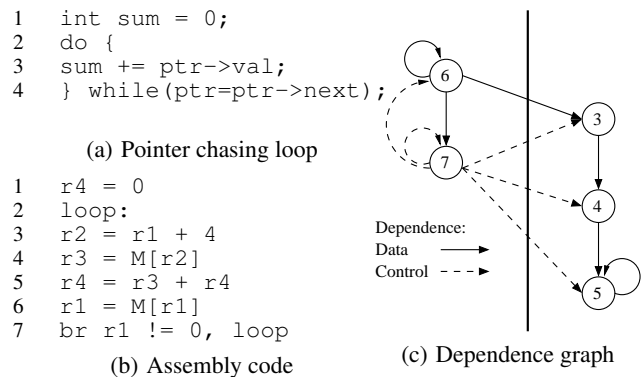 1 int sum = 0;
2 do {
3 sum += ptr->val;
4 } while(ptr=ptr->next);
(a) Pointer chasing loop
1 r4 = 0
2 loop:
3 r2 = r1 + 4
4 r3 = M[r2]
5 r4 = r3 + r4
6 r1 = M[r1]
7 br r1 != 0, loop
(b) Assembly code
6
3
7
4
5
Dependence:
Data
Control
(c) Dependence graph